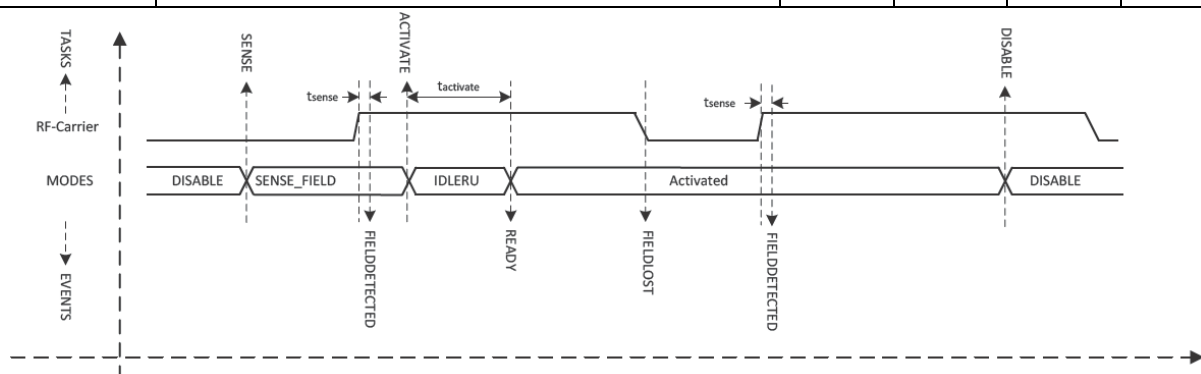 TASKS
SENSE
ACTIVATE
DISABLE
tsense
tactivate
tsense
RF-Carrier
MODES
DISABLE
SENSE_FIELD
IDLERU
Activated
DISABLE
EVENTS
FIELDDETECTED
READY
FIELDLOST
FIELDDETECTED